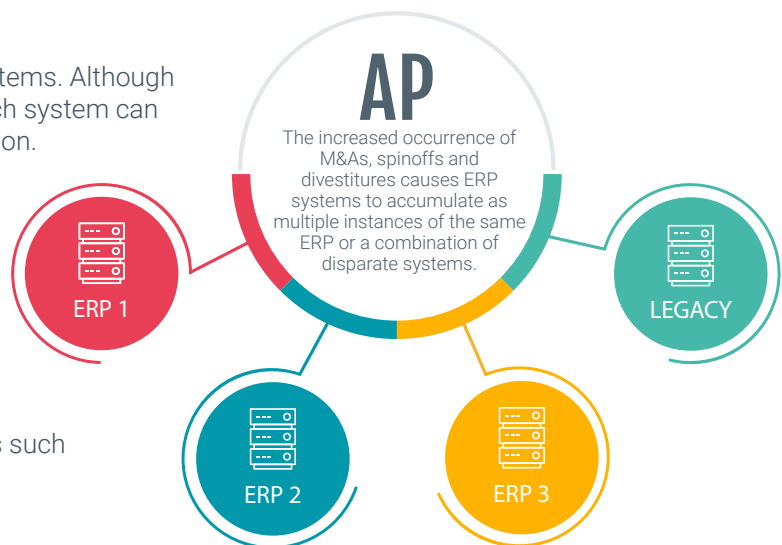 tems. Although
ch system can
on.
AP
The increased occurrence of
M&As, spinoffs and
divestitures causes ERP
systems to accumulate as
multiple instances of the same
ERP or a combination of
disparate systems.
ERP 1
LEGACY
s such
ERP 2
ERP 3